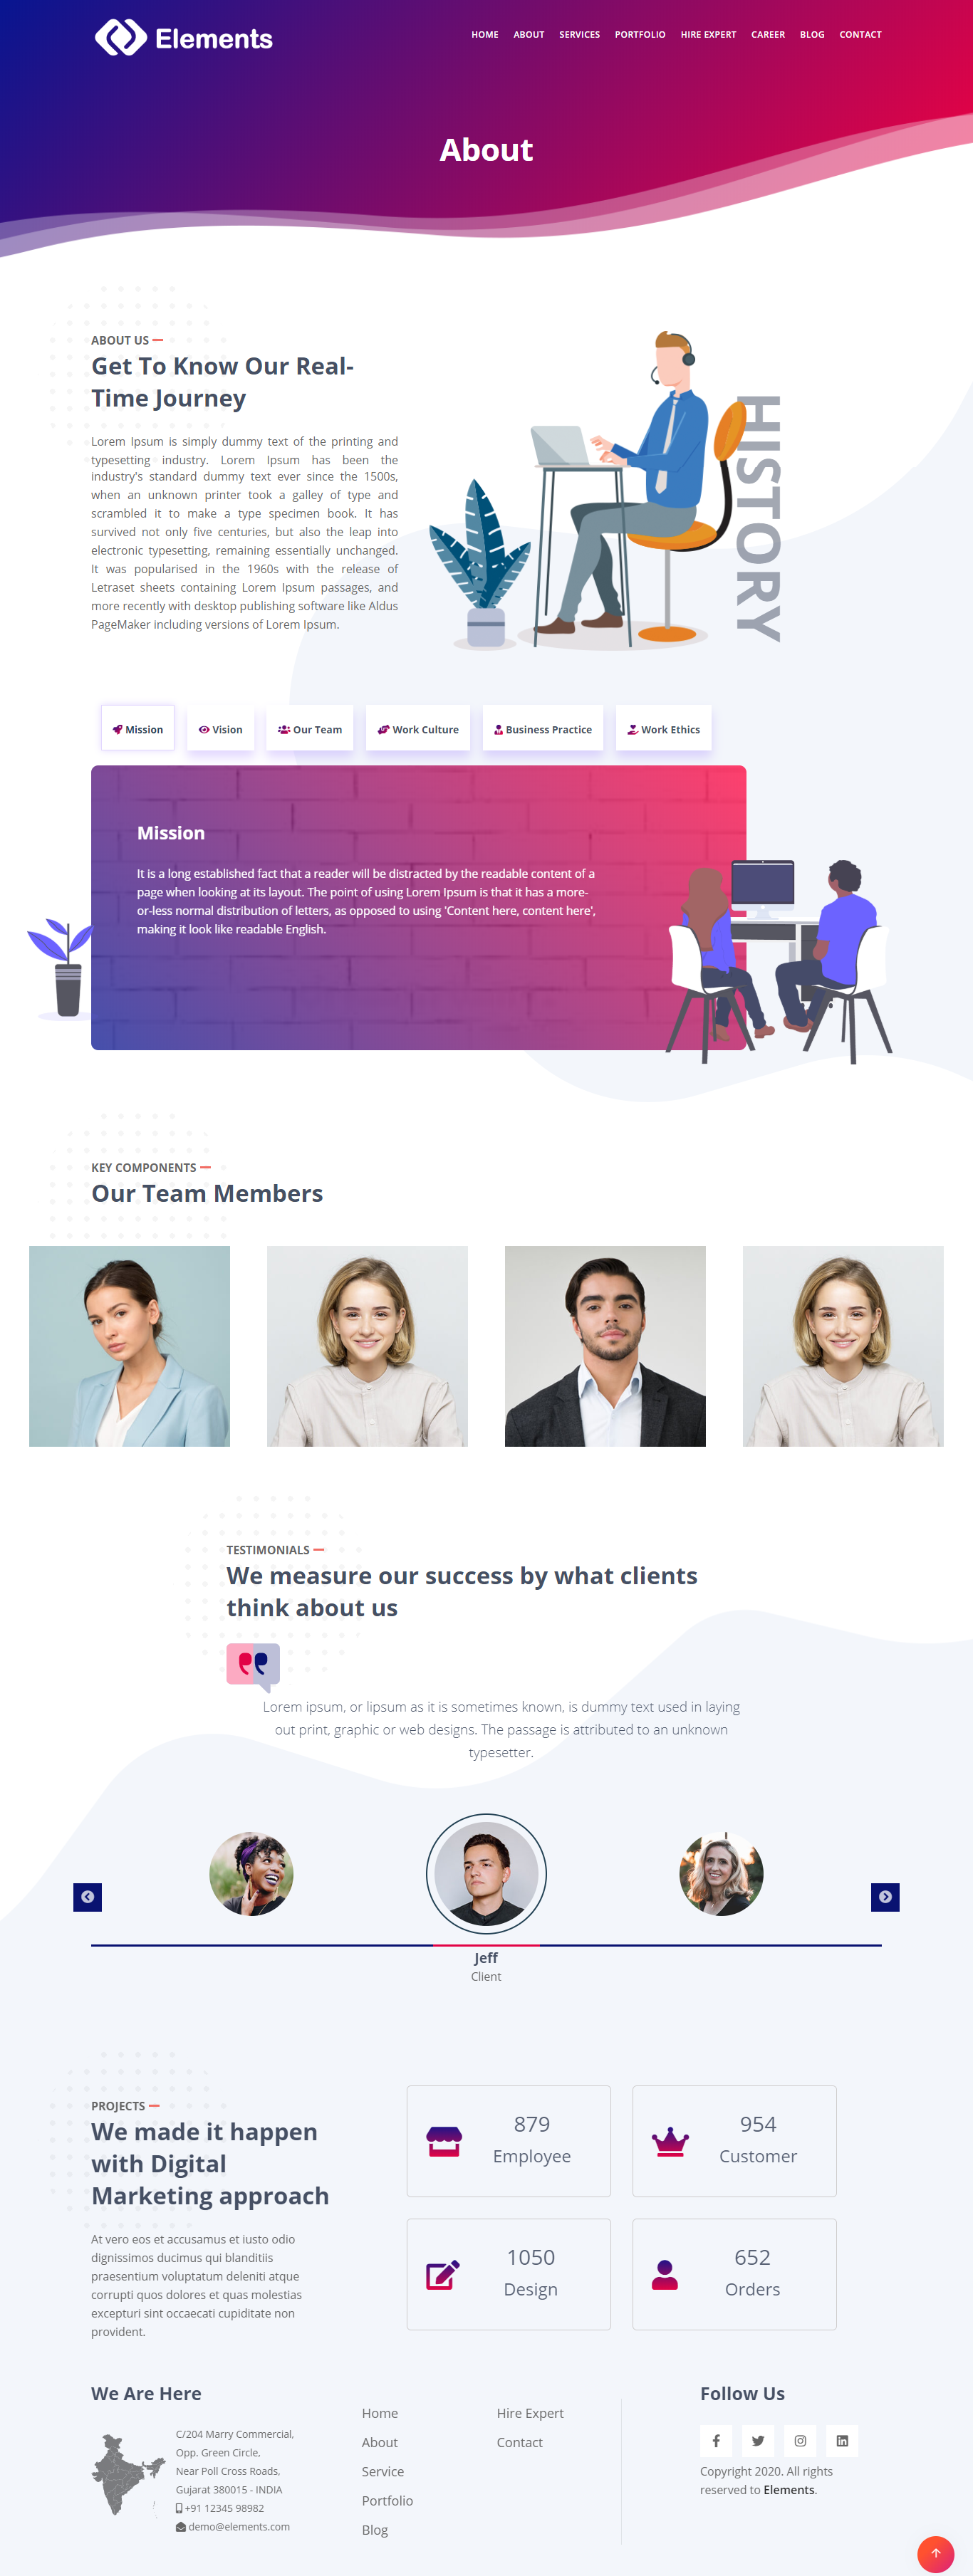 Elements
HOME ABOUT SERVICES PORTFOLIO HIRE EXPERT CAREER BLOG CONTACT
About
ABOUT US
Get To Know Our Real-
Time Journey
Lorem Ipsum is simply dummy text of the printing and
typesetting industry. Lorem Ipsum has been the
industry's standard dummy text ever since the 1500s,
when an unknown printer took a galley of type and
scrambled it to make a type specimen book. It has
survived not only five centuries, but also the leap into
electronic typesetting, remaining essentially unchanged.
It was popularised in the 1960s with the release of
Letraset sheets containing Lorem Ipsum passages, and
more recently with desktop publishing software like Aldus
PageMaker including versions of Lorem Ipsum.
HISTORY
Mission Vision Our Team Work Culture Business Practice Work Ethics
Mission
It is a long established fact that a reader will be distracted by the readable content of a
page when looking at its layout. The point of using Lorem Ipsum is that it has a more-
or-less normal distribution of letters, as opposed to using 'Content here, content here',
making it look like readable English.
KEY COMPONENTS
Our Team Members
TESTIMONIALS
We measure our success by what clients
think about us
Lorem ipsum, or lipsum as it is sometimes known, is dummy text used in laying
out print, graphic or web designs. The passage is attributed to an unknown
typesetter.
Jeff
Client
PROJECTS
We made it happen
with Digital
Marketing approach
At vero eos et accusamus et iusto odio
dignissimos ducimus qui blanditiis
praesentium voluptatum deleniti atque
corrupti quos dolores et quas molestias
excepturi sint occaecati cupiditate non
provident.
879
Employee
954
Customer
1050
Design
652
Orders
We Are Here
C/204 Marry Commercial,
Opp. Green Circle,
Near Poll Cross Roads,
Gujarat 380015 - INDIA
+91 12345 98982
demo@elements.com
Home
About
Service
Portfolio
Blog
Hire Expert
Contact
Follow Us
Copyright 2020. All rights
reserved to Elements.